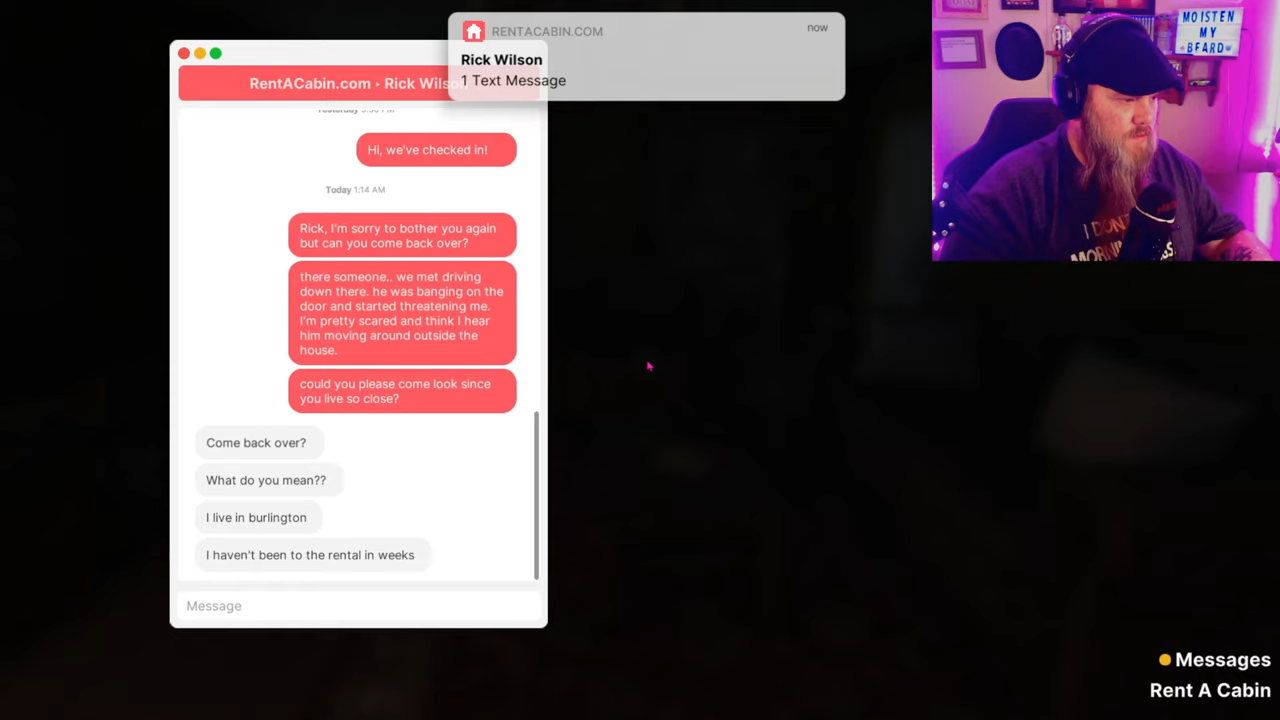 RENTACABIN.COM
now
Rick Wilson
1 Text Message
RentACabin.com • Rick Wilson
Yesterday
Hi, we've checked in!
Today 1:14 AM
Rick, I'm sorry to bother you again
but can you come back over?
there someone.. we met driving
down there. he was banging on the
door and started threatening me.
I'm pretty scared and think I hear
him moving around outside the
house.
could you please come look since
you live so close?
Come back over?
What do you mean??
I live in burlington
I haven't been to the rental in weeks
Message
Messages
Rent A Cabin
MOISTEN
MY
BEARD
I DON'T